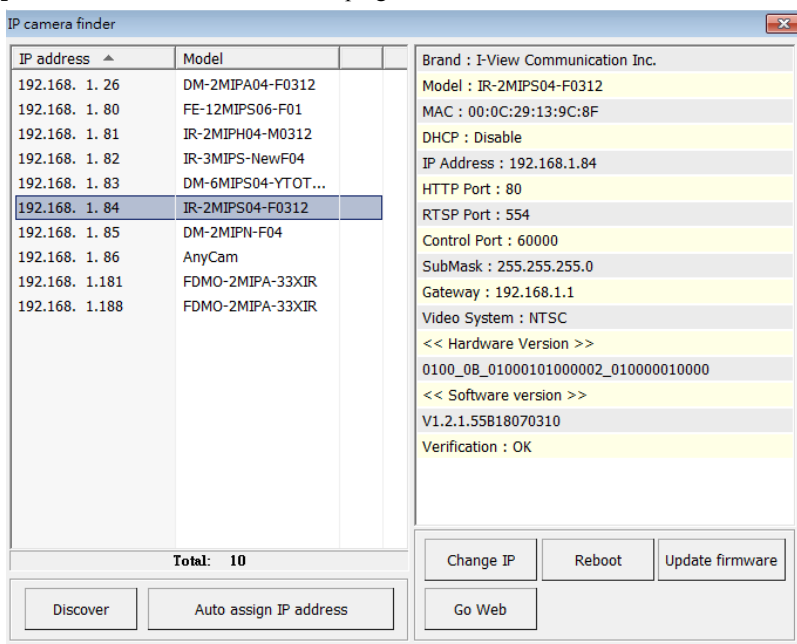 IP camera finder
IP address Model
192.168. 1. 26 DM-2MIPA04-F0312
192.168. 1. 80 FE-12MIPS06-F01
192.168. 1. 81 IR-2MIPH04-M0312
192.168. 1. 82 IR-3MIPS-NewF04
192.168. 1. 83 DM-6MIPS04-YTOT...
192.168. 1. 84 IR-2MIPS04-F0312
192.168. 1. 85 DM-2MIPN-F04
192.168. 1. 86 AnyCam
192.168. 1.181 FDMO-2MIPA-33XIR
192.168. 1.188 FDMO-2MIPA-33XIR
Total: 10
Discover Auto assign IP address
Brand : I-View Communication Inc.
Model : IR-2MIPS04-F0312
MAC : 00:0C:29:13:9C:8F
DHCP : Disable
IP Address : 192.168.1.84
HTTP Port : 80
RTSP Port : 554
Control Port : 60000
SubMask : 255.255.255.0
Gateway : 192.168.1.1
Video System : NTSC
<< Hardware Version >>
0100_0B_01000101000002_010000010000
<< Software version >>
V1.2.1.55B18070310
Verification : OK
Change IP Reboot Update firmware
Go Web